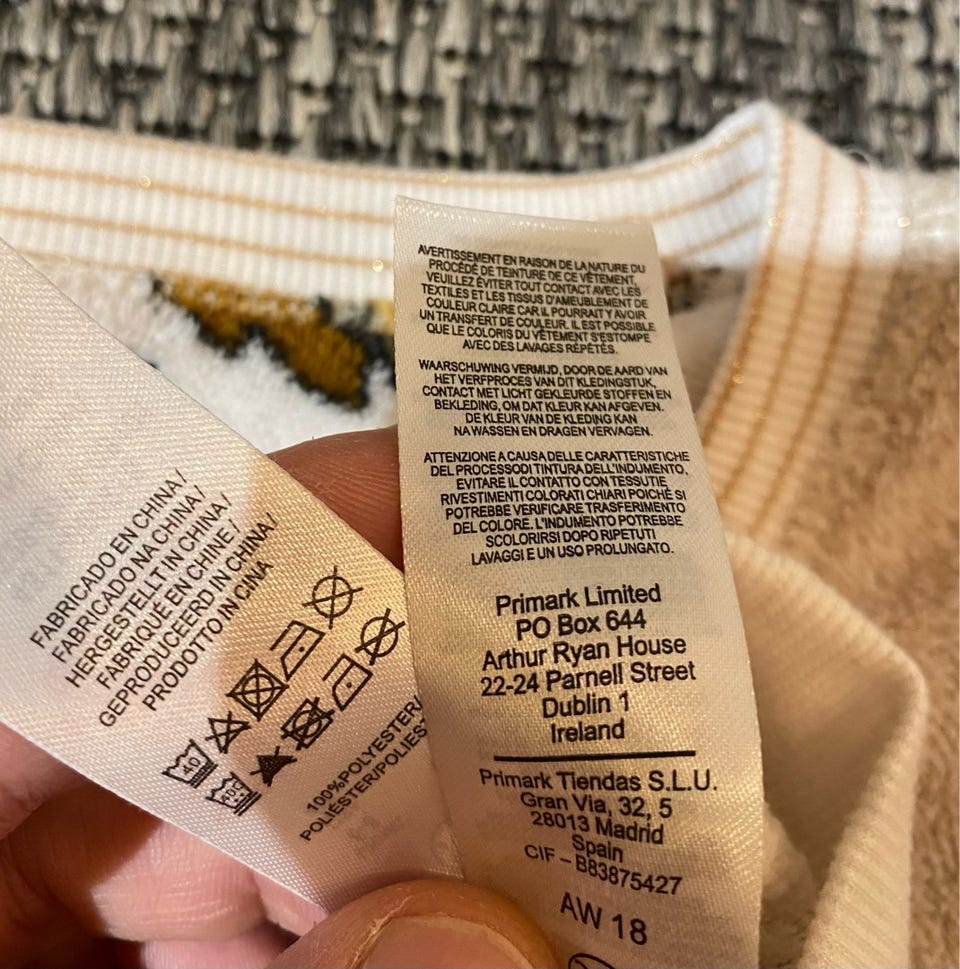 FABRICADO EN CHINA/
FABRICADO NA CHINA/
HERGESTELLT IN CHINA/
FABRIQUÉ EN CHINE/
GEPRODUCEERD IN CHINA/
PRODOTTO IN CINA
40
100%POLYESTER/
POLIÉSTER/POLIES
AVERTISSEMENT EN RAISON DE LA NATURE DU
PROCÉDÉ DE TEINTURE DE CE VÊTEMENT,
VEUILLEZ ÉVITER TOUT CONTACT AVEC LES
TEXTILES ET LES TISSUS D'AMEUBLEMENT DE
COULEUR CLAIRE CAR IL POURRAIT Y AVOIR
UN TRANSFERT DE COULEUR. IL EST POSSIBLE
QUE LE COLORIS DU VÊTEMENT S'ESTOMPE
AVEC DES LAVAGES RÉPÉTÉS.
WAARSCHUWING VERMIJD, DOOR DE AARD VAN
HET VERFPROCES VAN DIT KLEDINGSTUK,
CONTACT MET LICHT GEKLEURDE STOFFEN EN
BEKLEDING, OM DAT KLEUR KAN AFGEVEN.
DE KLEUR VAN DE KLEDING KAN
NA WASSEN EN DRAGEN VERVAGEN.
ATTENZIONE A CAUSA DELLE CARATTERISTICHE
DEL PROCESSODI TINTURA DELL'INDUMENTO,
EVITARE IL CONTATTO CON TESSUTI E
RIVESTIMENTI COLORATI CHIARI POICHÉ SI
POTREBBE VERIFICARE TRASFERIMENTO
DEL COLORE. L'INDUMENTO POTREBBE
SCOLORIRSI DOPO RIPETUTI
LAVAGGI E UN USO PROLUNGATO.
Primark Limited
PO Box 644
Arthur Ryan House
22-24 Parnell Street
Dublin 1
Ireland
Primark Tiendas S.L.U.
Gran Via, 32, 5
28013 Madrid
Spain
CIF - B83875427
AW 18